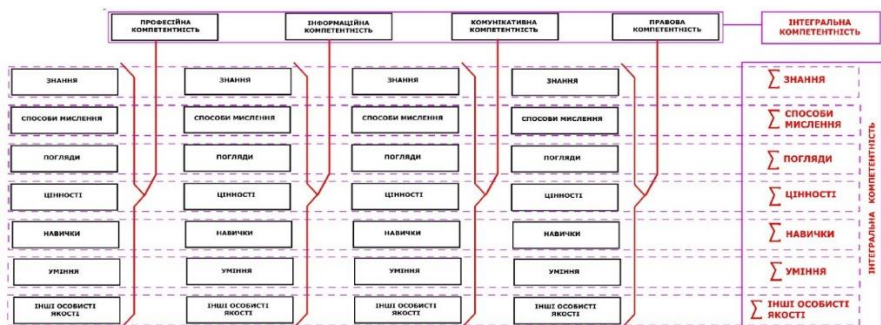 ПРОФЕСІЙНА
КОМПЕТЕНТНІСТЬ
ІНФОРМАЦІЙНА
КОМПЕТЕНТНІСТЬ
КОМУНІКАТИВНА
КОМПЕТЕНТНІСТЬ
ПРАВОВА
КОМПЕТЕНТНІСТЬ
ІНТЕГРАЛЬНА
КОМПЕТЕНТНІСТЬ
ЗНАННЯ ЗНАННЯ ЗНАННЯ ЗНАННЯ ∑ ЗНАННЯ
СПОСОБИ МИСЛЕННЯ СПОСОБИ МИСЛЕННЯ СПОСОБИ МИСЛЕННЯ СПОСОБИ МИСЛЕННЯ ∑ СПОСОБИ
МИСЛЕННЯ
ПОГЛЯДИ ПОГЛЯДИ ПОГЛЯДИ ПОГЛЯДИ ∑ ПОГЛЯДИ
ЦІННОСТІ ЦІННОСТІ ЦІННОСТІ ЦІННОСТІ ∑ ЦІННОСТІ
НАВИЧКИ НАВИЧКИ НАВИЧКИ НАВИЧКИ ∑ НАВИЧКИ
УМІННЯ УМІННЯ УМІННЯ УМІННЯ ∑ УМІННЯ
ІНШІ ОСОБИСТІ
ЯКОСТІ
ІНШІ ОСОБИСТІ
ЯКОСТІ
ІНШІ ОСОБИСТІ
ЯКОСТІ
ІНШІ ОСОБИСТІ
ЯКОСТІ
∑ ІНШІ ОСОБИСТІ
ЯКОСТІ
ІНТЕГРАЛЬНА КОМПЕТЕНТНІСТЬ